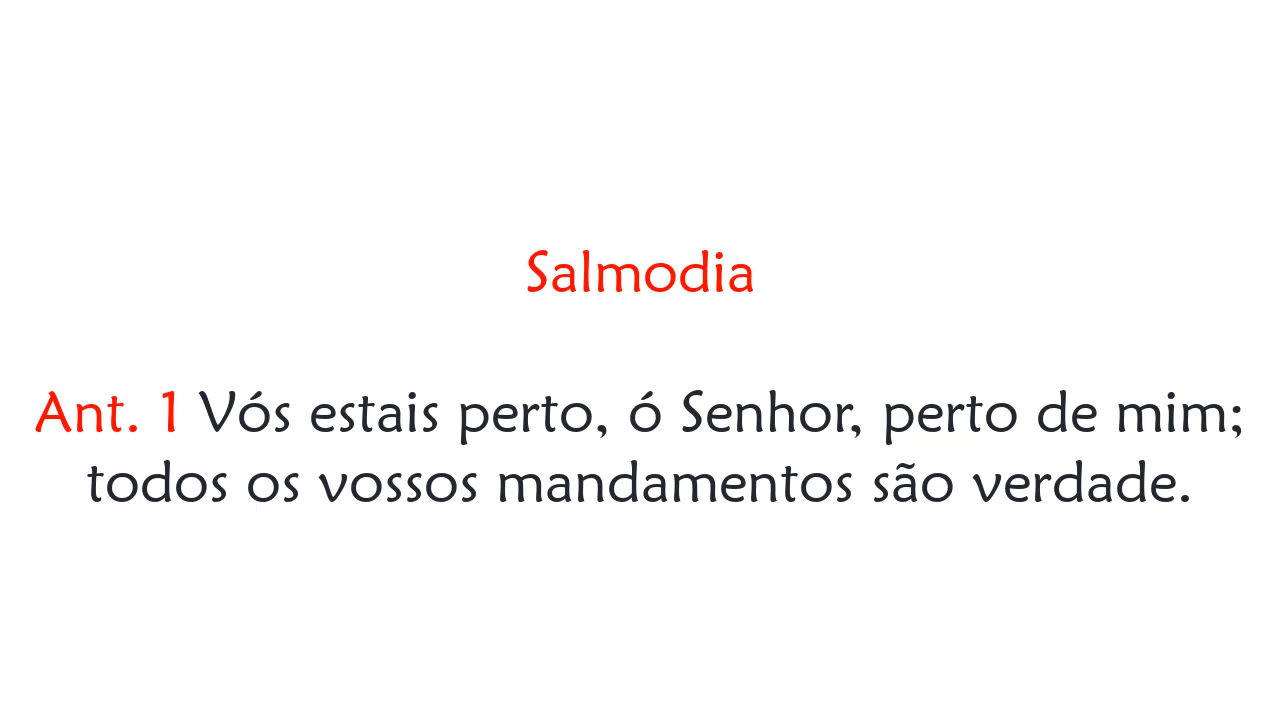 Salmodia
Ant. 1 Vós estais perto, ó Senhor, perto de mim;
todos os vossos mandamentos são verdade.